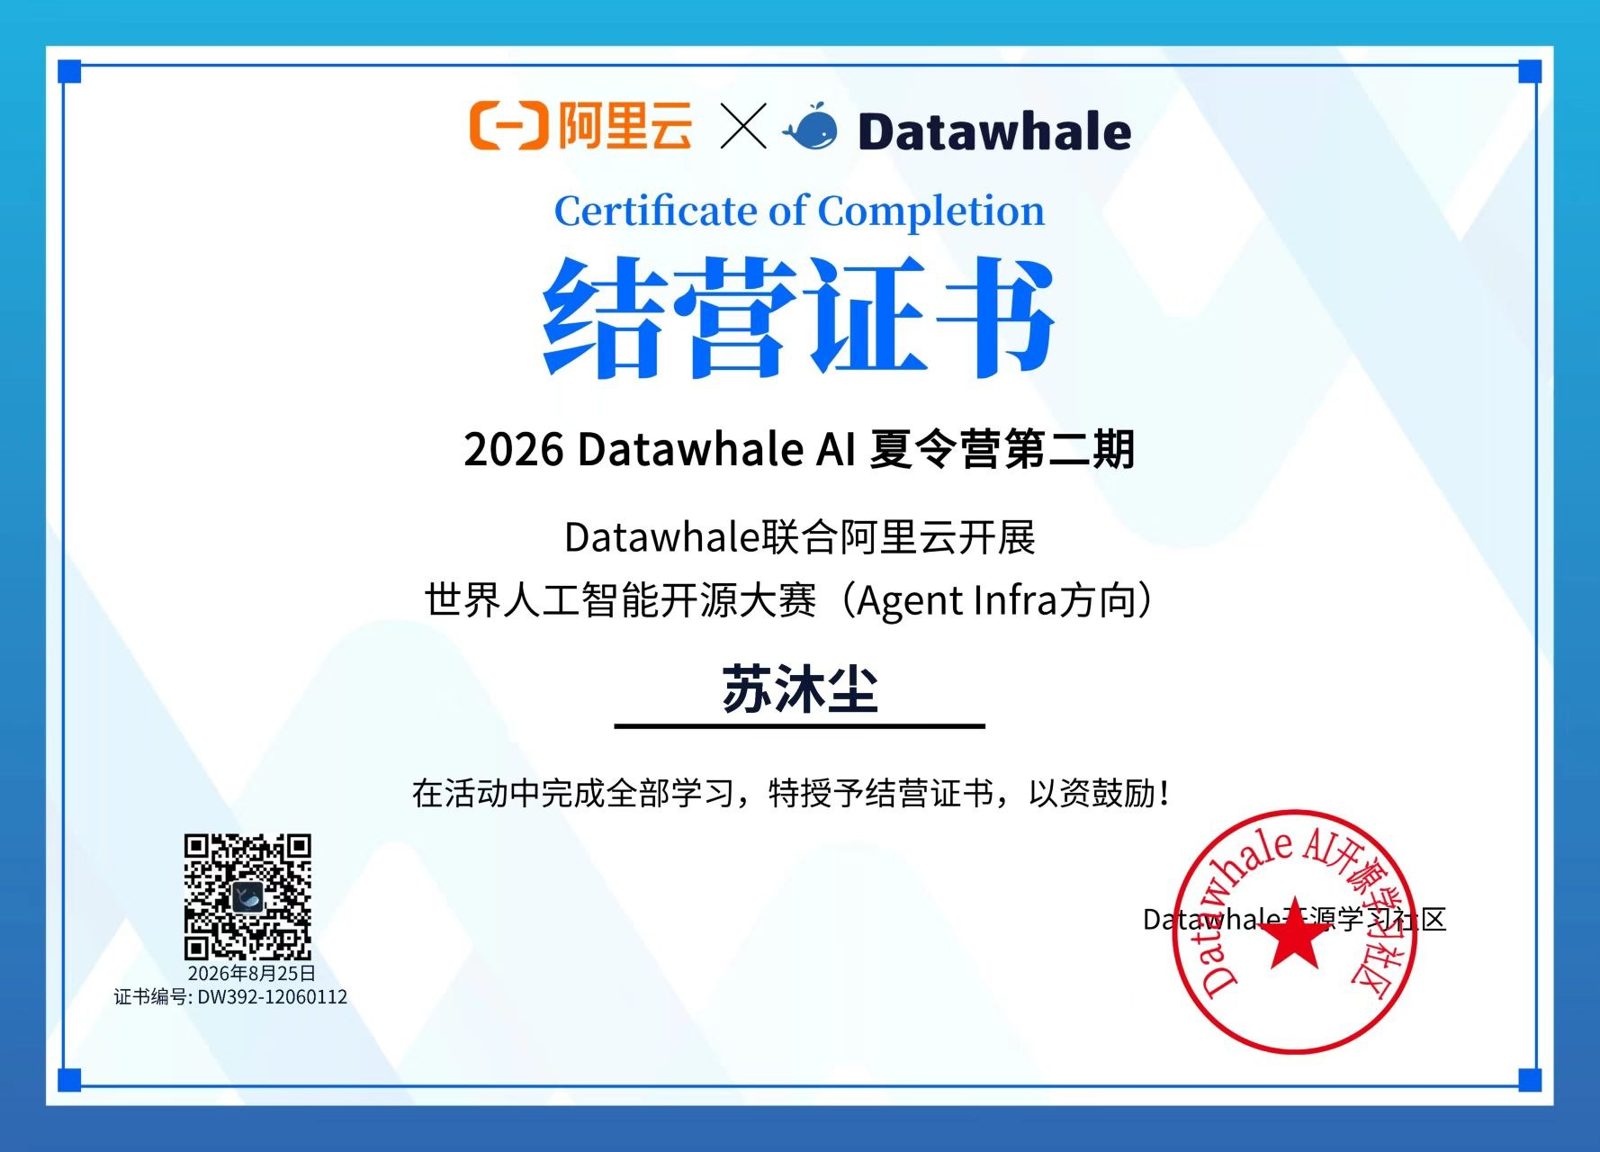 阿里云 × Datawhale
Certificate of Completion
结营证书
2026 Datawhale AI 夏令营第二期
Datawhale联合阿里云开展
世界人工智能开源大赛（Agent Infra方向）
苏沐尘
在活动中完成全部学习，特授予结营证书，以资鼓励！
2026年8月25日
证书编号: DW392-12060112
Datawhale开源学习社区
Datawhale AI开源学习社区